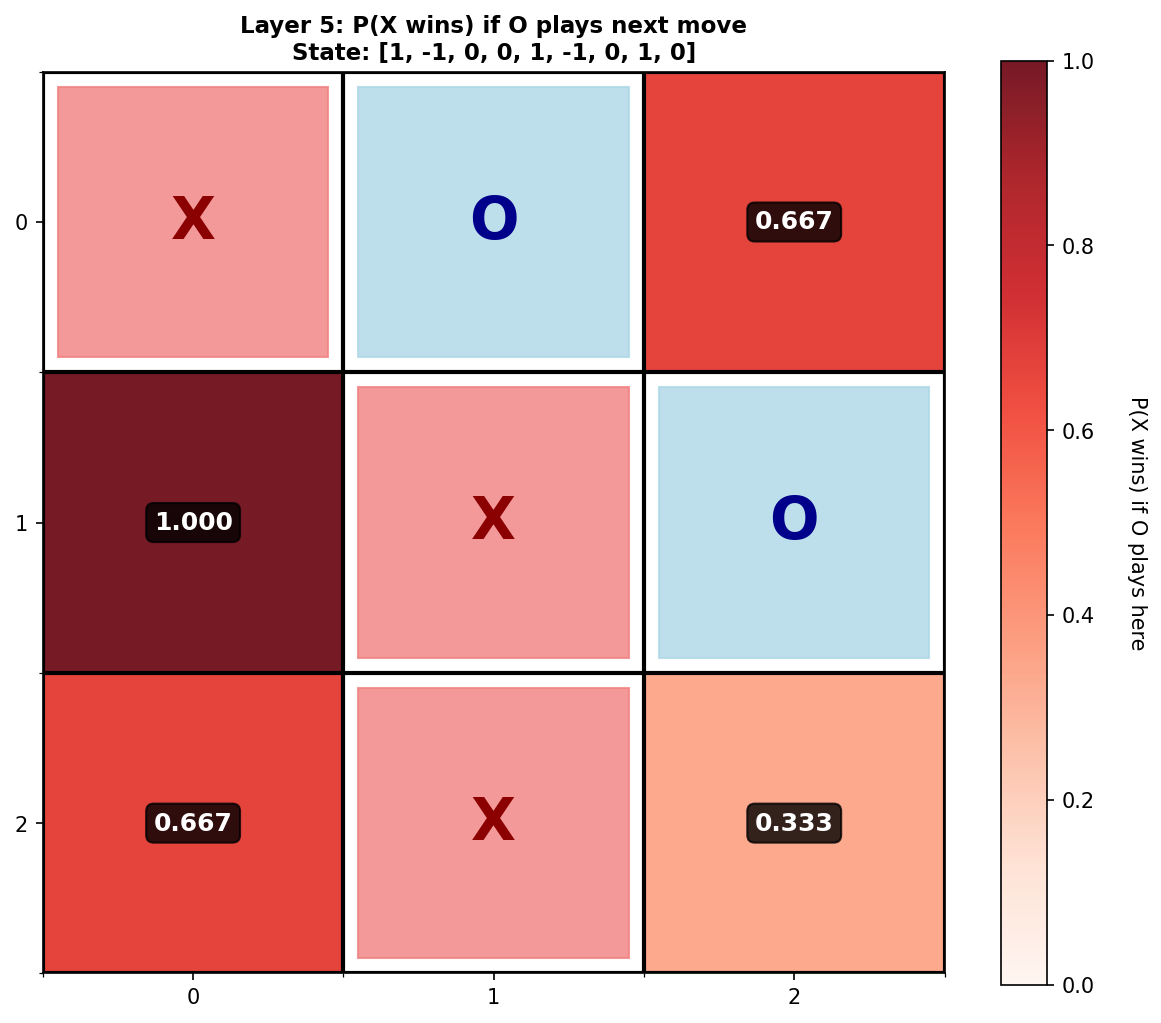 Layer 5: P(X wins) if O plays next move
State: [1, -1, 0, 0, 1, -1, 0, 1, 0]
X
O
0.667
1.000
X
O
0.667
X
0.333
0
1
2
0
1
2
1.0
0.8
0.6
0.4
0.2
0.0
P(X wins) if O plays here